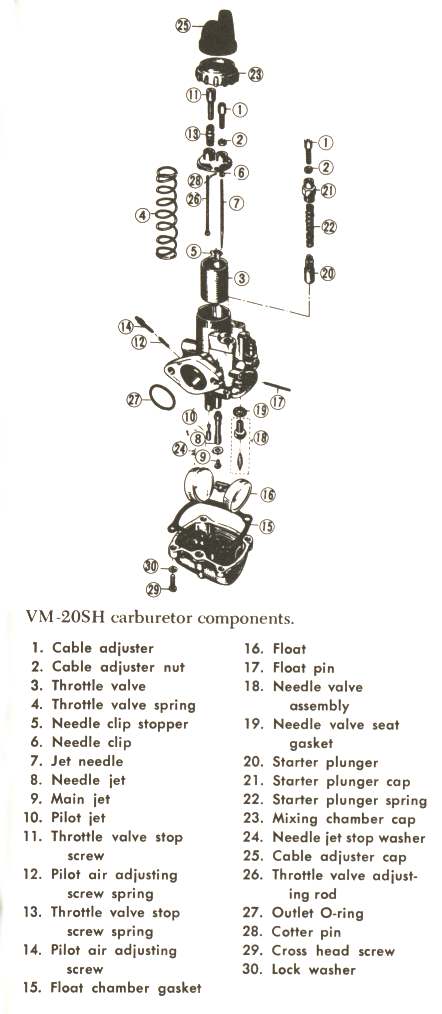 25
23
11
1
13
2
1
2
6
21
28
4
26
7
22
5
20
3
14
12
17
27
10
19
8
18
24
9
16
15
30
29
VM-20SH carburetor components.
1. Cable adjuster
2. Cable adjuster nut
3. Throttle valve
4. Throttle valve spring
5. Needle clip stopper
6. Needle clip
7. Jet needle
8. Needle jet
9. Main jet
10. Pilot jet
11. Throttle valve stop
screw
12. Pilot air adjusting
screw spring
13. Throttle valve stop
screw spring
14. Pilot air adjusting
screw
15. Float chamber gasket
16. Float
17. Float pin
18. Needle valve
assembly
19. Needle valve seat
gasket
20. Starter plunger
21. Starter plunger cap
22. Starter plunger spring
23. Mixing chamber cap
24. Needle jet stop washer
25. Cable adjuster cap
26. Throttle valve adjust-
ing rod
27. Outlet O-ring
28. Cotter pin
29. Cross head screw
30. Lock washer